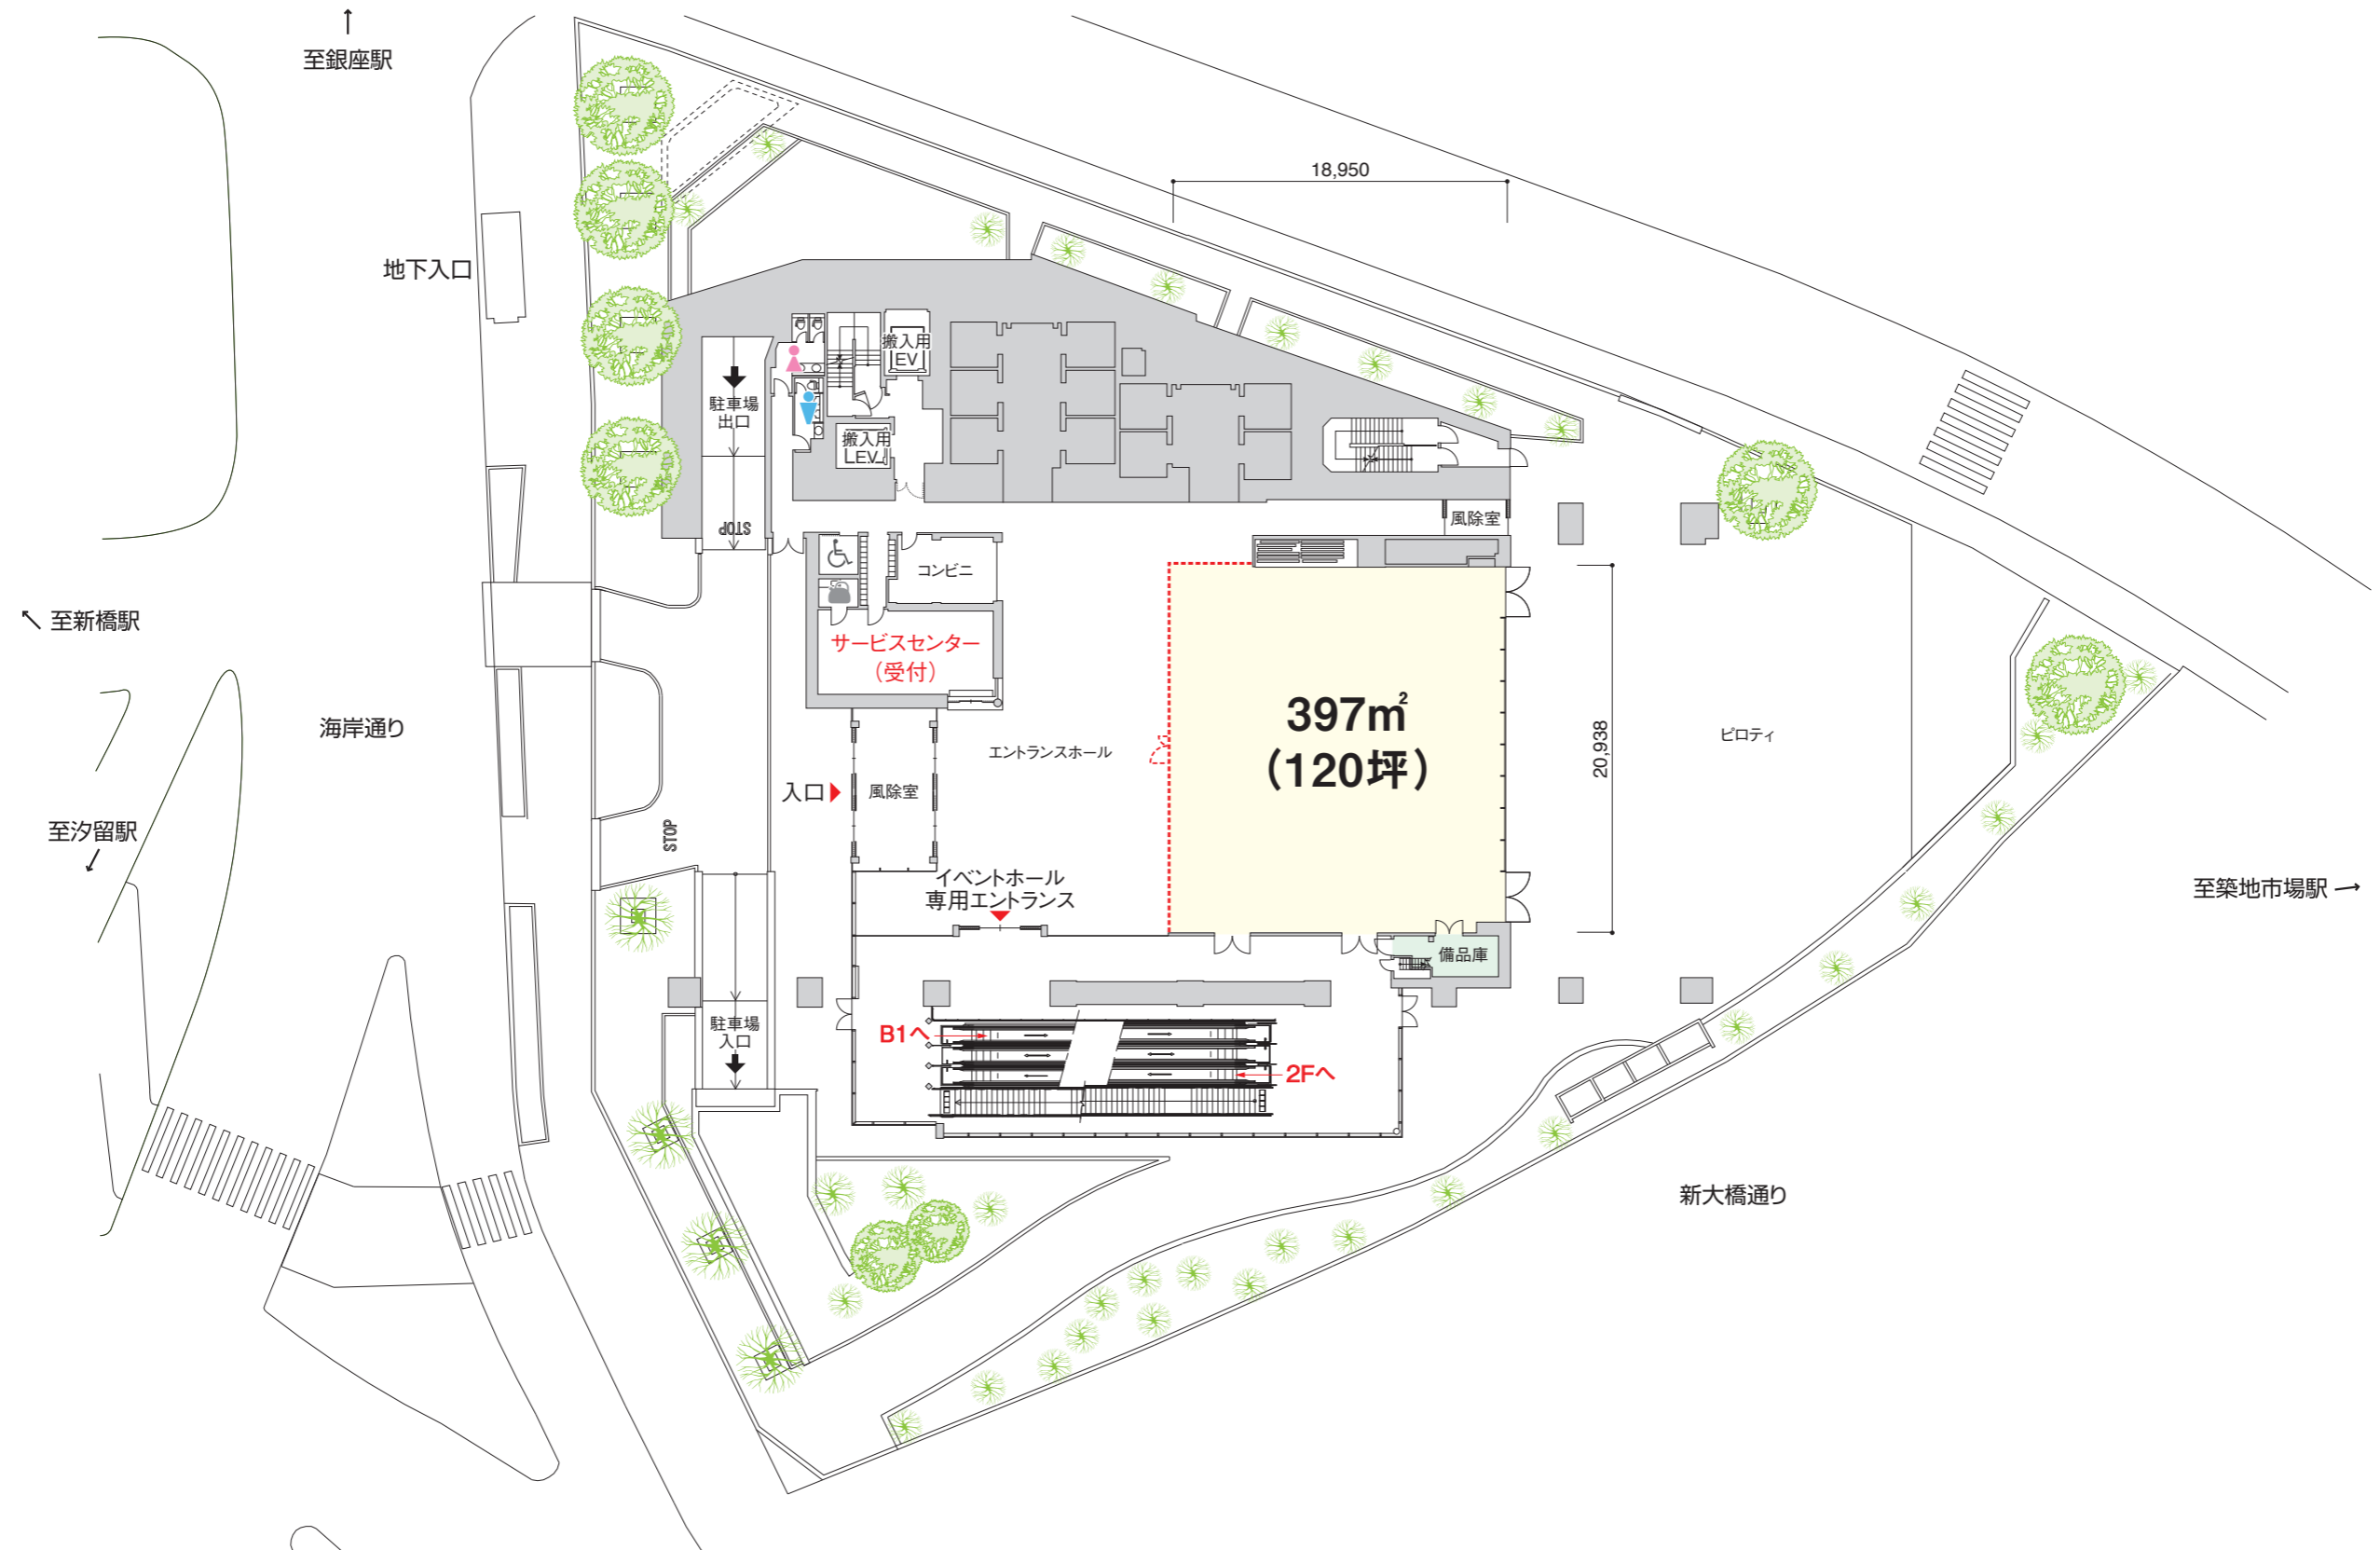 ↑
至銀座駅
18,950
地下入口
搬入用
EV
駐車場
出口
搬入用
EV
STOP
風除室
コンビニ
↖ 至新橋駅
サービスセンター
(受付)
397㎡
(120坪)
20,938
ピロティ
海岸通り
エントランスホール
入口
風除室
至汐留駅
↙
STOP
イベントホール
専用エントランス
至築地市場駅 →
備品庫
駐車場
入口
B1へ
2Fへ
新大橋通り